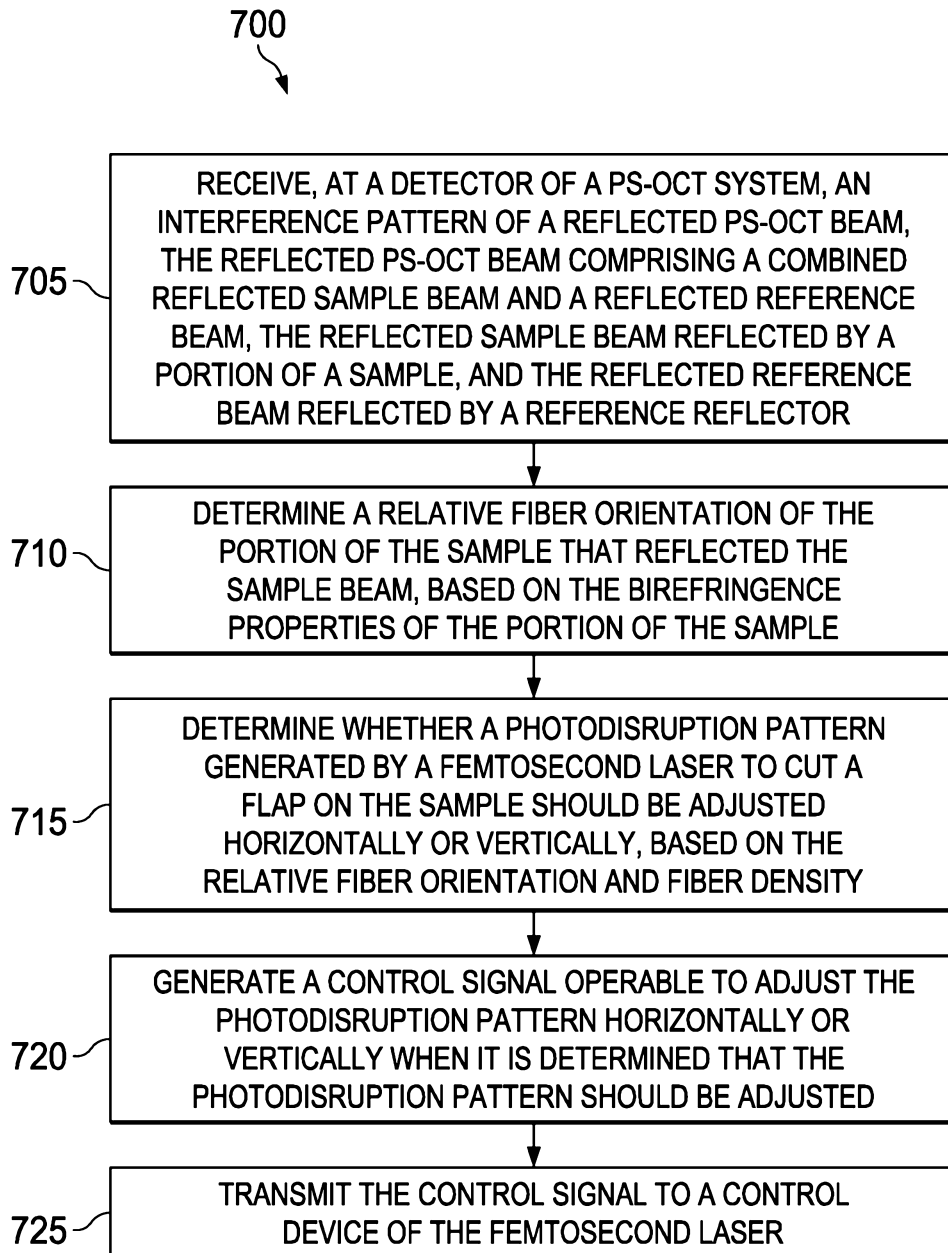 700
705
RECEIVE, AT A DETECTOR OF A PS-OCT SYSTEM, AN
INTERFERENCE PATTERN OF A REFLECTED PS-OCT BEAM,
THE REFLECTED PS-OCT BEAM COMPRISING A COMBINED
REFLECTED SAMPLE BEAM AND A REFLECTED REFERENCE
BEAM, THE REFLECTED SAMPLE BEAM REFLECTED BY A
PORTION OF A SAMPLE, AND THE REFLECTED REFERENCE
BEAM REFLECTED BY A REFERENCE REFLECTOR
710
DETERMINE A RELATIVE FIBER ORIENTATION OF THE
PORTION OF THE SAMPLE THAT REFLECTED THE
SAMPLE BEAM, BASED ON THE BIREFRINGENCE
PROPERTIES OF THE PORTION OF THE SAMPLE
715
DETERMINE WHETHER A PHOTODISRUPTION PATTERN
GENERATED BY A FEMTOSECOND LASER TO CUT A
FLAP ON THE SAMPLE SHOULD BE ADJUSTED
HORIZONTALLY OR VERTICALLY, BASED ON THE
RELATIVE FIBER ORIENTATION AND FIBER DENSITY
720
GENERATE A CONTROL SIGNAL OPERABLE TO ADJUST THE
PHOTODISRUPTION PATTERN HORIZONTALLY OR
VERTICALLY WHEN IT IS DETERMINED THAT THE
PHOTODISRUPTION PATTERN SHOULD BE ADJUSTED
725
TRANSMIT THE CONTROL SIGNAL TO A CONTROL
DEVICE OF THE FEMTOSECOND LASER